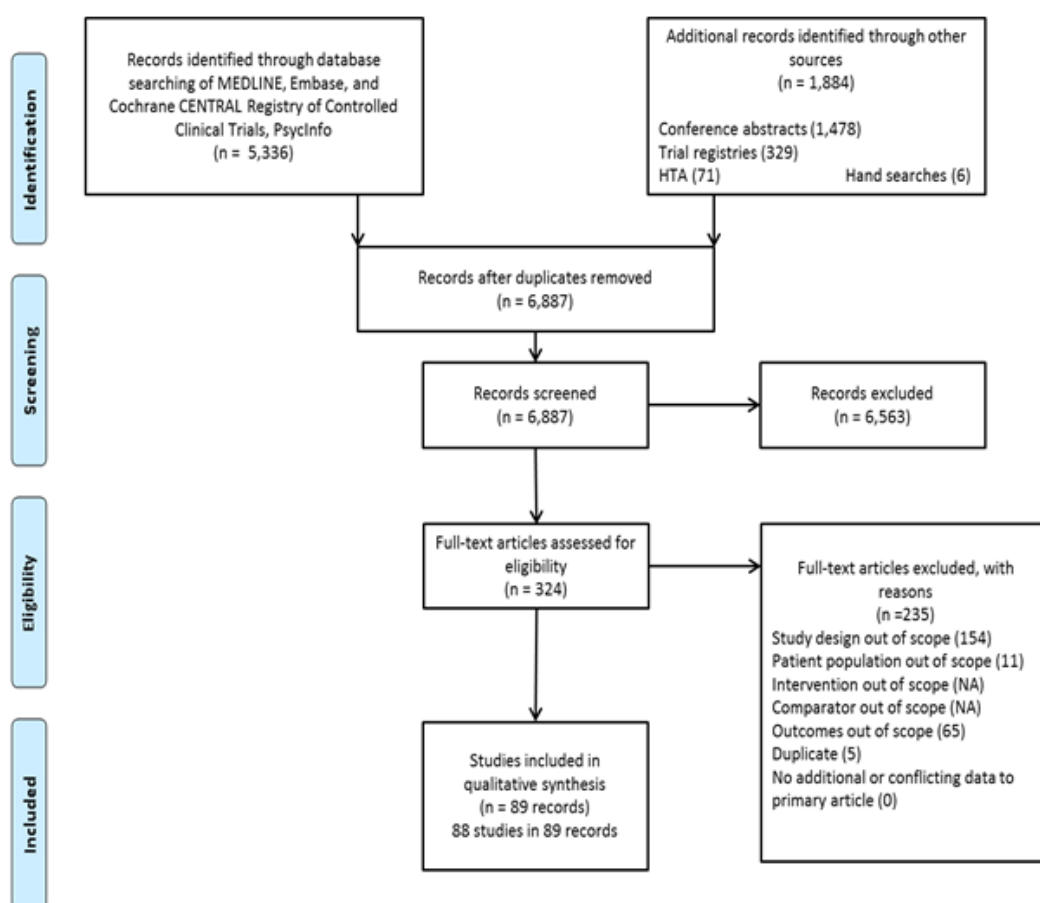 Identification
Records identified through database
searching of MEDLINE, Embase, and
Cochrane CENTRAL Registry of Controlled
Clinical Trials, PsycInfo
(n = 5,336)
Additional records identified through other
sources
(n = 1,884)
Conference abstracts (1,478)
Trial registries (329)
HTA (71) Hand searches (6)
Screening
Records after duplicates removed
(n = 6,887)
Records screened
(n = 6,887)
Records excluded
(n = 6,563)
Eligibility
Full-text articles assessed for
eligibility
(n = 324)
Full-text articles excluded, with
reasons
(n =235)
Study design out of scope (154)
Patient population out of scope (11)
Intervention out of scope (NA)
Comparator out of scope (NA)
Outcomes out of scope (65)
Duplicate (5)
No additional or conflicting data to
primary article (0)
Included
Studies included in
qualitative synthesis
(n = 89 records)
88 studies in 89 records